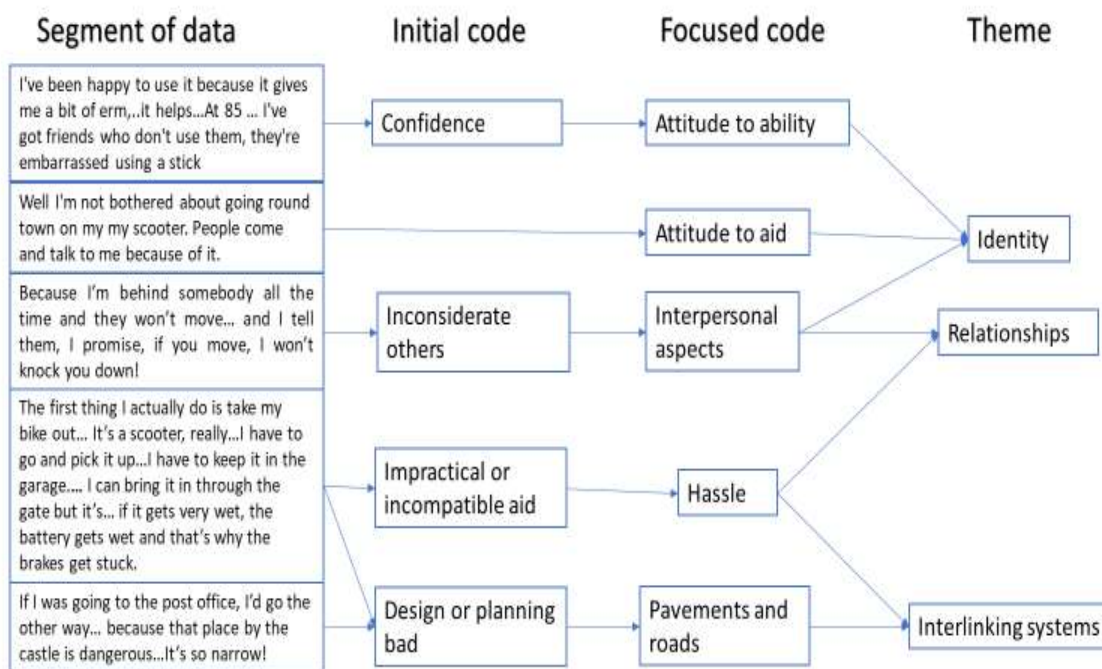 Segment of data
Initial code
Focused code
Theme
I've been happy to use it because it gives
me a bit of erm,..it helps...At 85 ... I've
got friends who don't use them, they're
embarrassed using a stick
Confidence
Attitude to ability
Well I'm not bothered about going round
town on my my scooter. People come
and talk to me because of it.
Attitude to aid
Identity
Because I’m behind somebody all the
time and they won’t move… and I tell
them, I promise, if you move, I won’t
knock you down!
Inconsiderate
others
Interpersonal
aspects
Relationships
The first thing I actually do is take my
bike out... It’s a scooter, really...I have to
go and pick it up...I have to keep it in the
garage.... I can bring it in through the
gate but it’s... if it gets very wet, the
battery gets wet and that’s why the
brakes get stuck.
Impractical or
incompatible aid
Hassle
If I was going to the post office, I’d go the
other way... because that place by the
castle is dangerous...It’s so narrow!
Design or planning
bad
Pavements and
roads
Interlinking systems